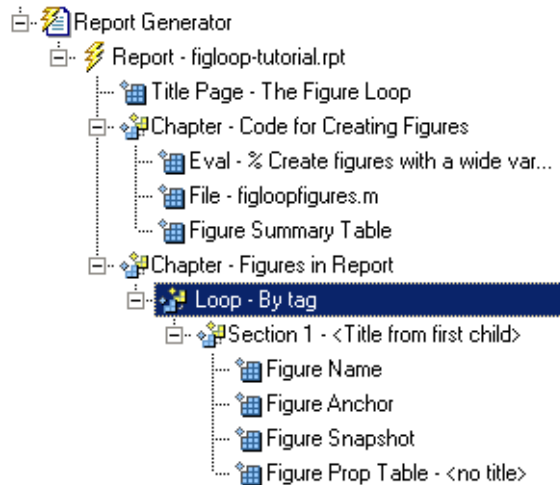 Report Generator
Report - figloop-tutorial.rpt
Title Page - The Figure Loop
Chapter - Code for Creating Figures
Eval - % Create figures with a wide var...
File - figloopfigures.m
Figure Summary Table
Chapter - Figures in Report
Loop - By tag
Section 1 - <Title from first child>
Figure Name
Figure Anchor
Figure Snapshot
Figure Prop Table - <no title>